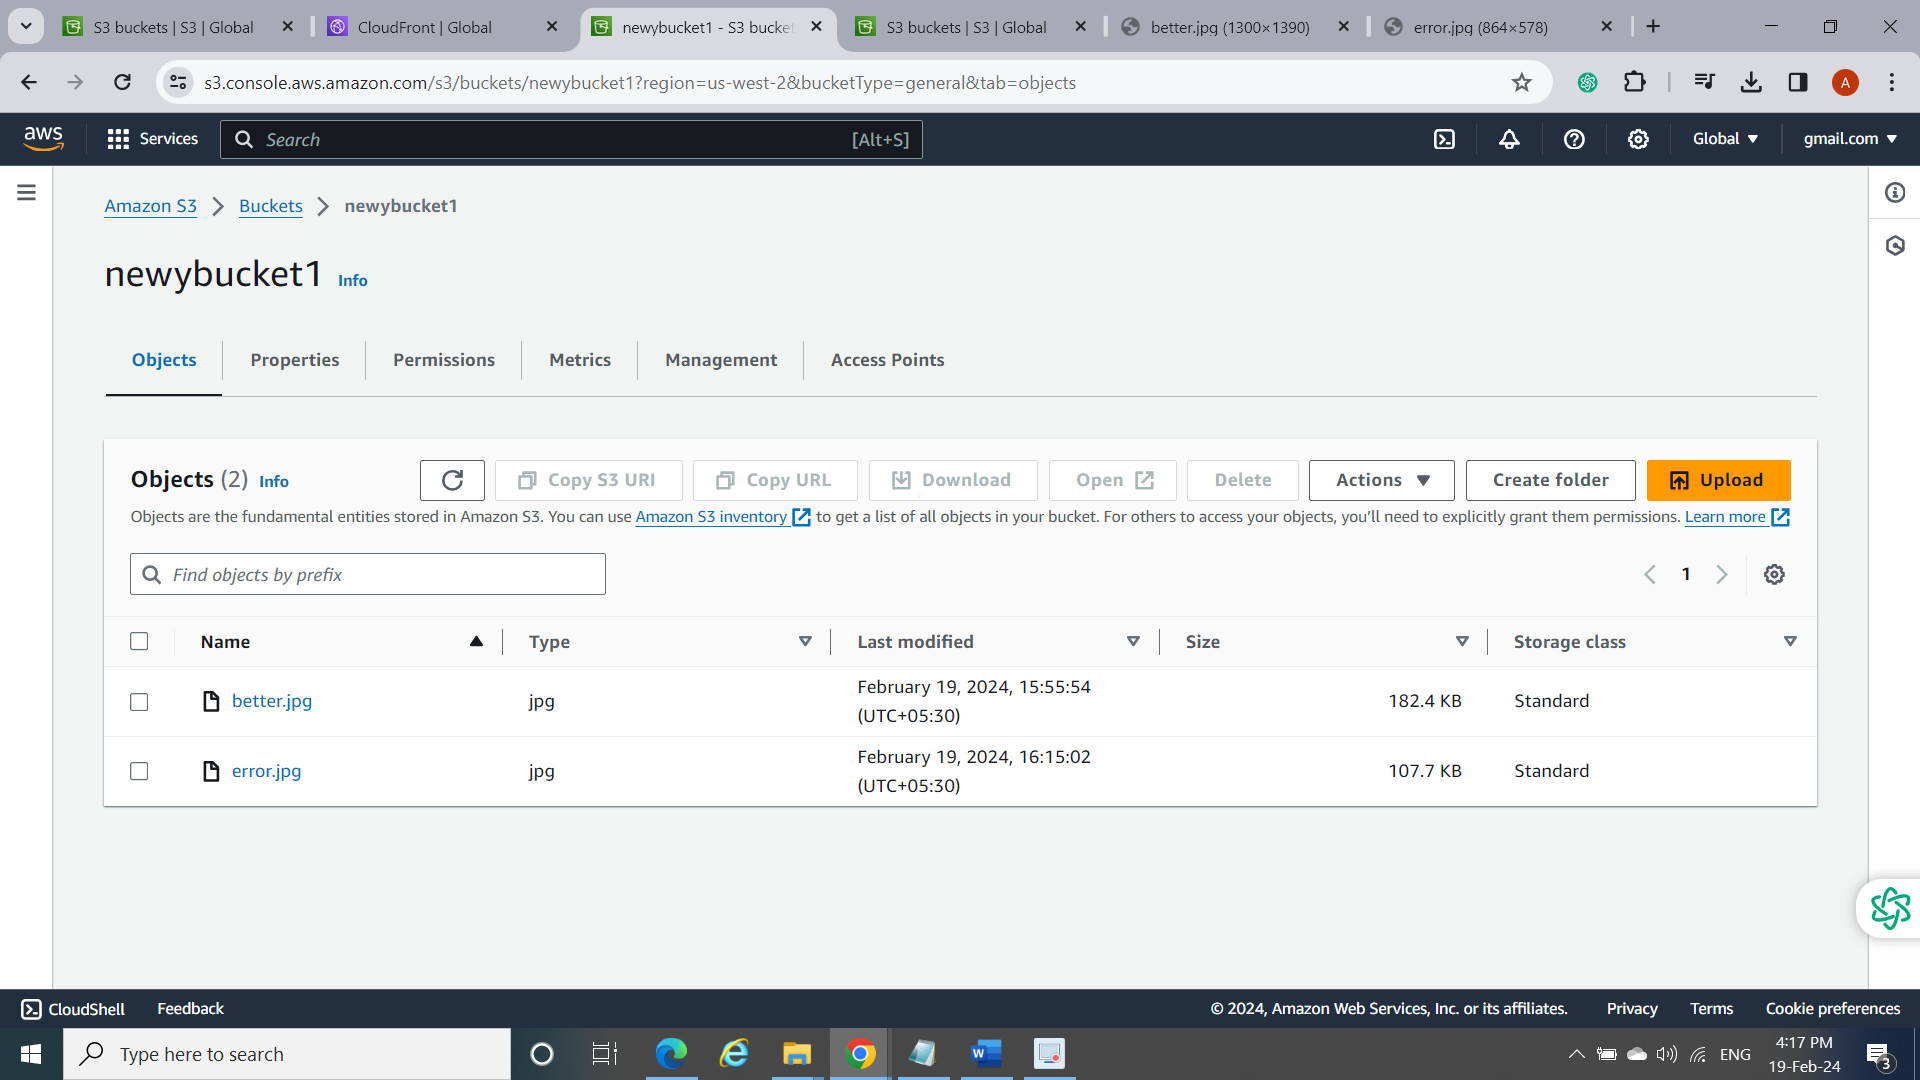 S3 buckets | S3 | Global
CloudFront | Global
newybucket1 - S3 bucket
S3 buckets | S3 | Global
better.jpg (1300×1390)
error.jpg (864×578)
s3.console.aws.amazon.com/s3/buckets/newybucket1?region=us-west-2&bucketType=general&tab=objects
A
aws
Services
Search
[Alt+S]
Global
gmail.com
Amazon S3
Buckets
newybucket1
newybucket1 Info
Objects
Properties
Permissions
Metrics
Management
Access Points
Objects (2) Info
Copy S3 URI
Copy URL
Download
Open
Delete
Actions
Create folder
Upload
Objects are the fundamental entities stored in Amazon S3. You can use Amazon S3 inventory to get a list of all objects in your bucket. For others to access your objects, you’ll need to explicitly grant them permissions. Learn more
Find objects by prefix
1
Name
Type
Last modified
Size
Storage class
better.jpg
jpg
February 19, 2024, 15:55:54
(UTC+05:30)
182.4 KB
Standard
error.jpg
jpg
February 19, 2024, 16:15:02
(UTC+05:30)
107.7 KB
Standard
CloudShell
Feedback
© 2024, Amazon Web Services, Inc. or its affiliates.
Privacy
Terms
Cookie preferences
Type here to search
W
ENG
4:17 PM
19-Feb-24
3